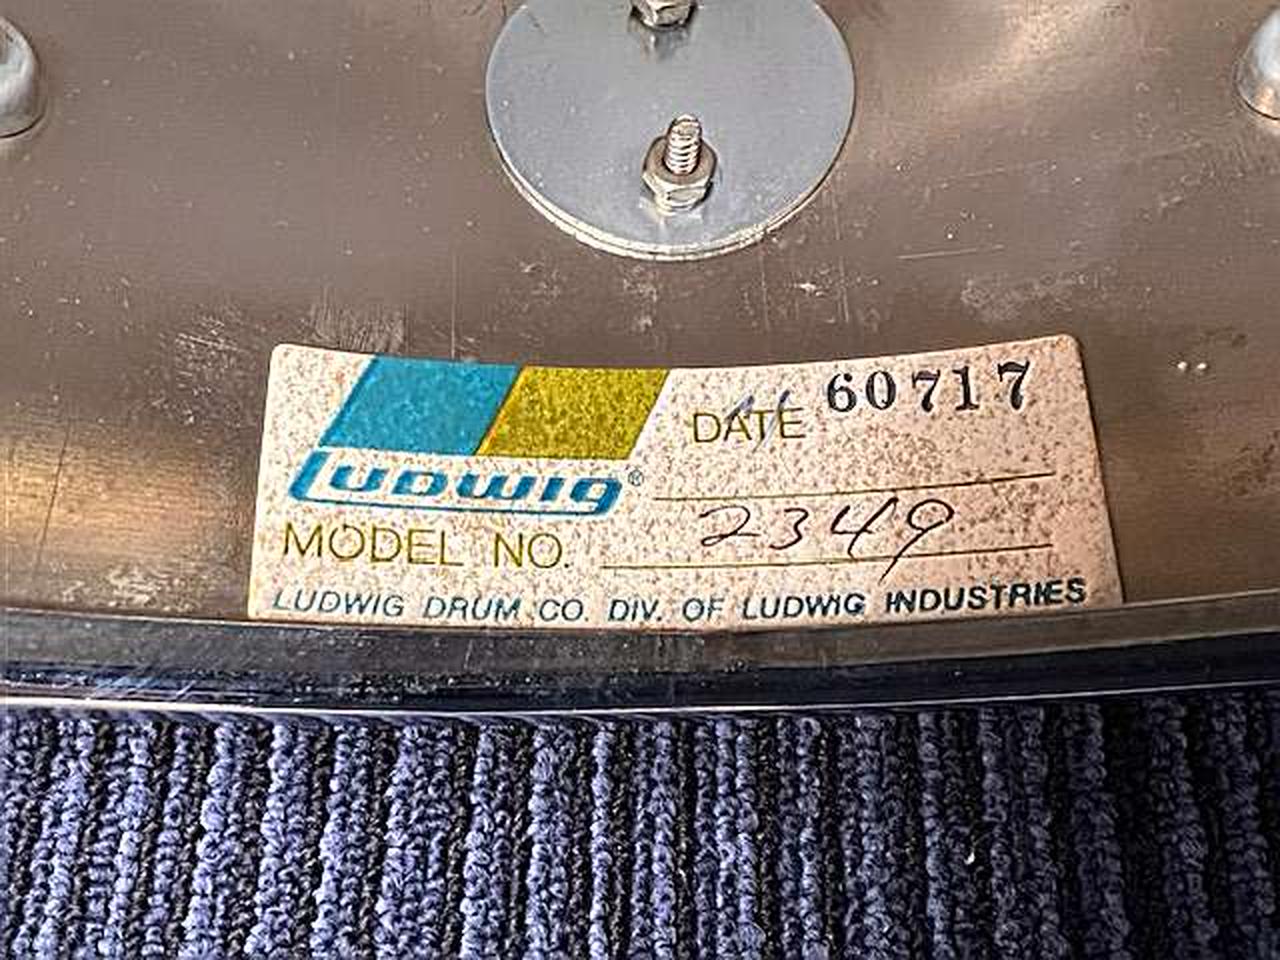 DATE 60717
Ludwig®
2349
MODEL NO.
LUDWIG DRUM CO. DIV. OF LUDWIG INDUSTRIES